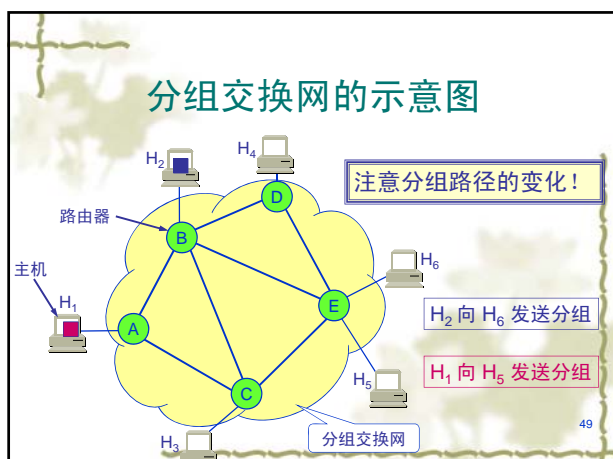 分组交换网的示意图
H₂
H₄
注意分组路径的变化！
D
路由器
B
主机
H₆
H₁
E
H₂ 向 H₆ 发送分组
A
H₅
H₁ 向 H₅ 发送分组
C
H₃
分组交换网
49